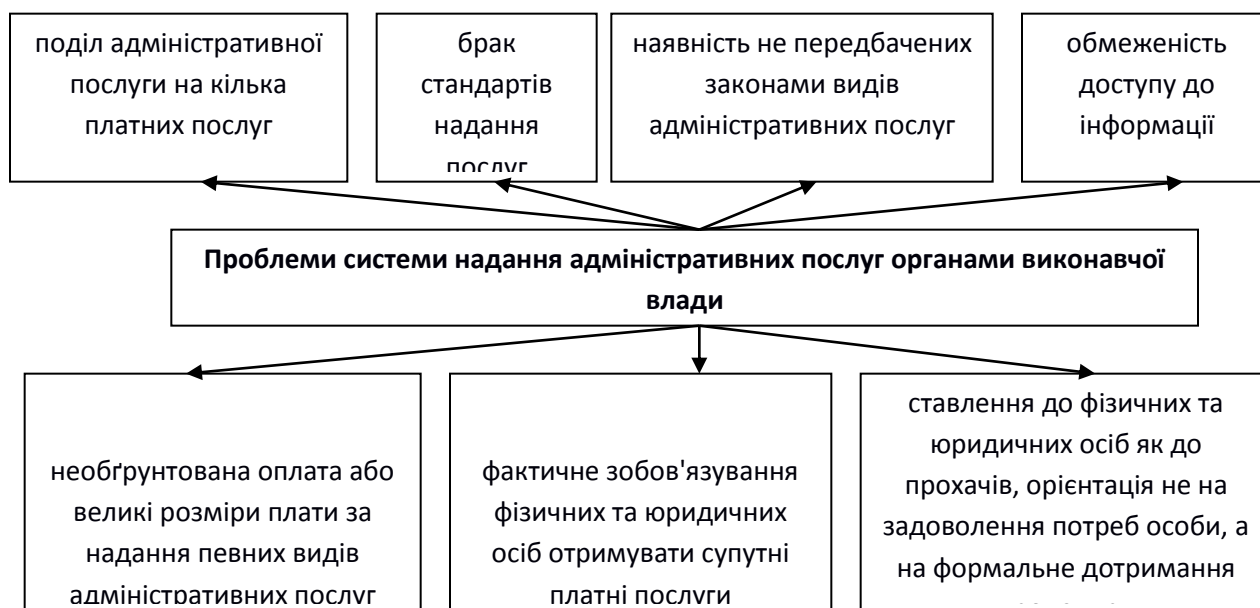 поділ адміністративної
послуги на кілька
платних послуг
брак
стандартів
надання
послуг
наявність не передбачених
законами видів
адміністративних послуг
обмеженість
доступу до
інформації
Проблеми системи надання адміністративних послуг органами виконавчої
влади
необґрунтована оплата або
великі розміри плати за
надання певних видів
адміністративних послуг
фактичне зобов'язування
фізичних та юридичних
осіб отримувати супутні
платні послуги
ставлення до фізичних та
юридичних осіб як до
прохачів, орієнтація не на
задоволення потреб особи, а
на формальне дотримання